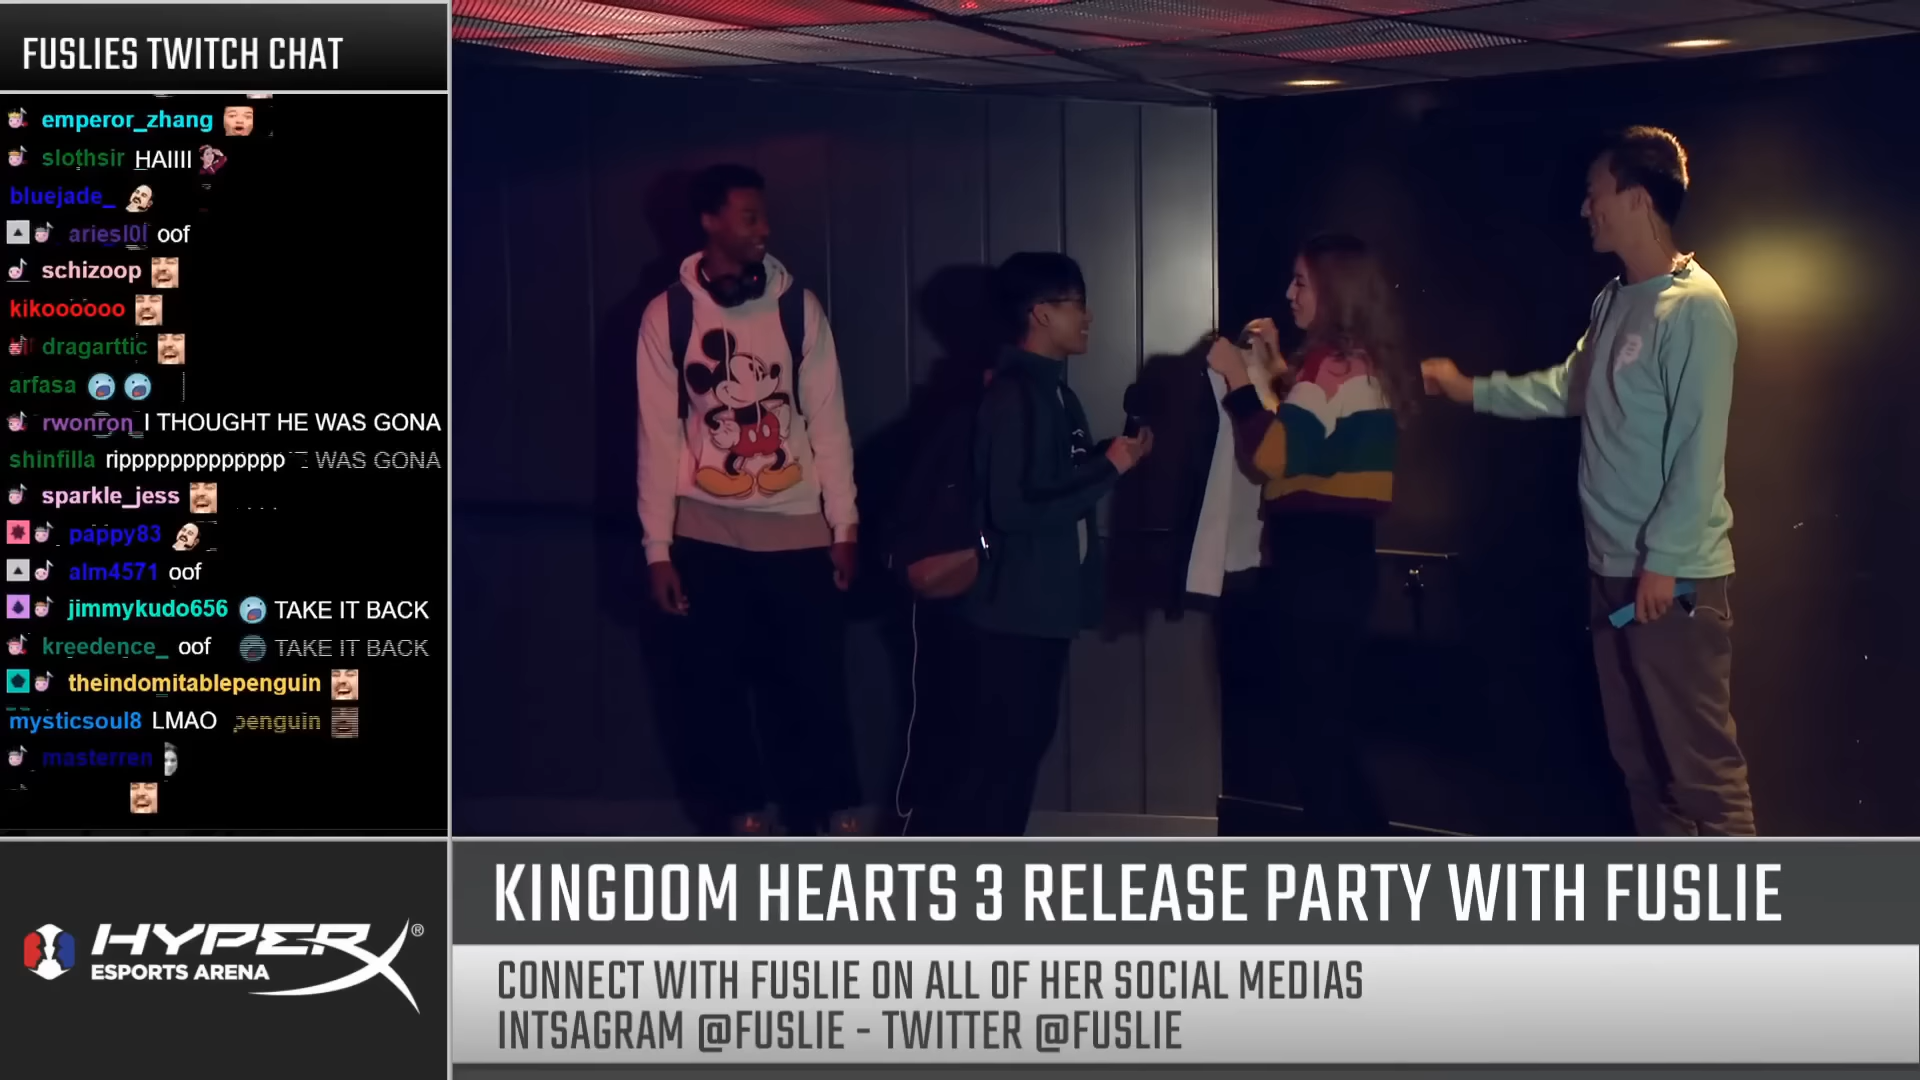 FUSLIES TWITCH CHAT
emperor_zhang
slothsir HAIIII
bluejade_
ariesl0l oof
schizoop
kikoooooo
dragarttic
arfasa
rwonron_ I THOUGHT HE WAS GONA
shinfilla ripppppppppppp WAS GONA
sparkle_jess
pappy83
alm4571 oof
jimmykudo656 TAKE IT BACK
kreedence_ oof TAKE IT BACK
theindomitablepenguin
mysticsoul8 LMAO penguin
masterren
HYPERX®
ESPORTS ARENA
KINGDOM HEARTS 3 RELEASE PARTY WITH FUSLIE
CONNECT WITH FUSLIE ON ALL OF HER SOCIAL MEDIAS
INTSAGRAM @FUSLIE - TWITTER @FUSLIE